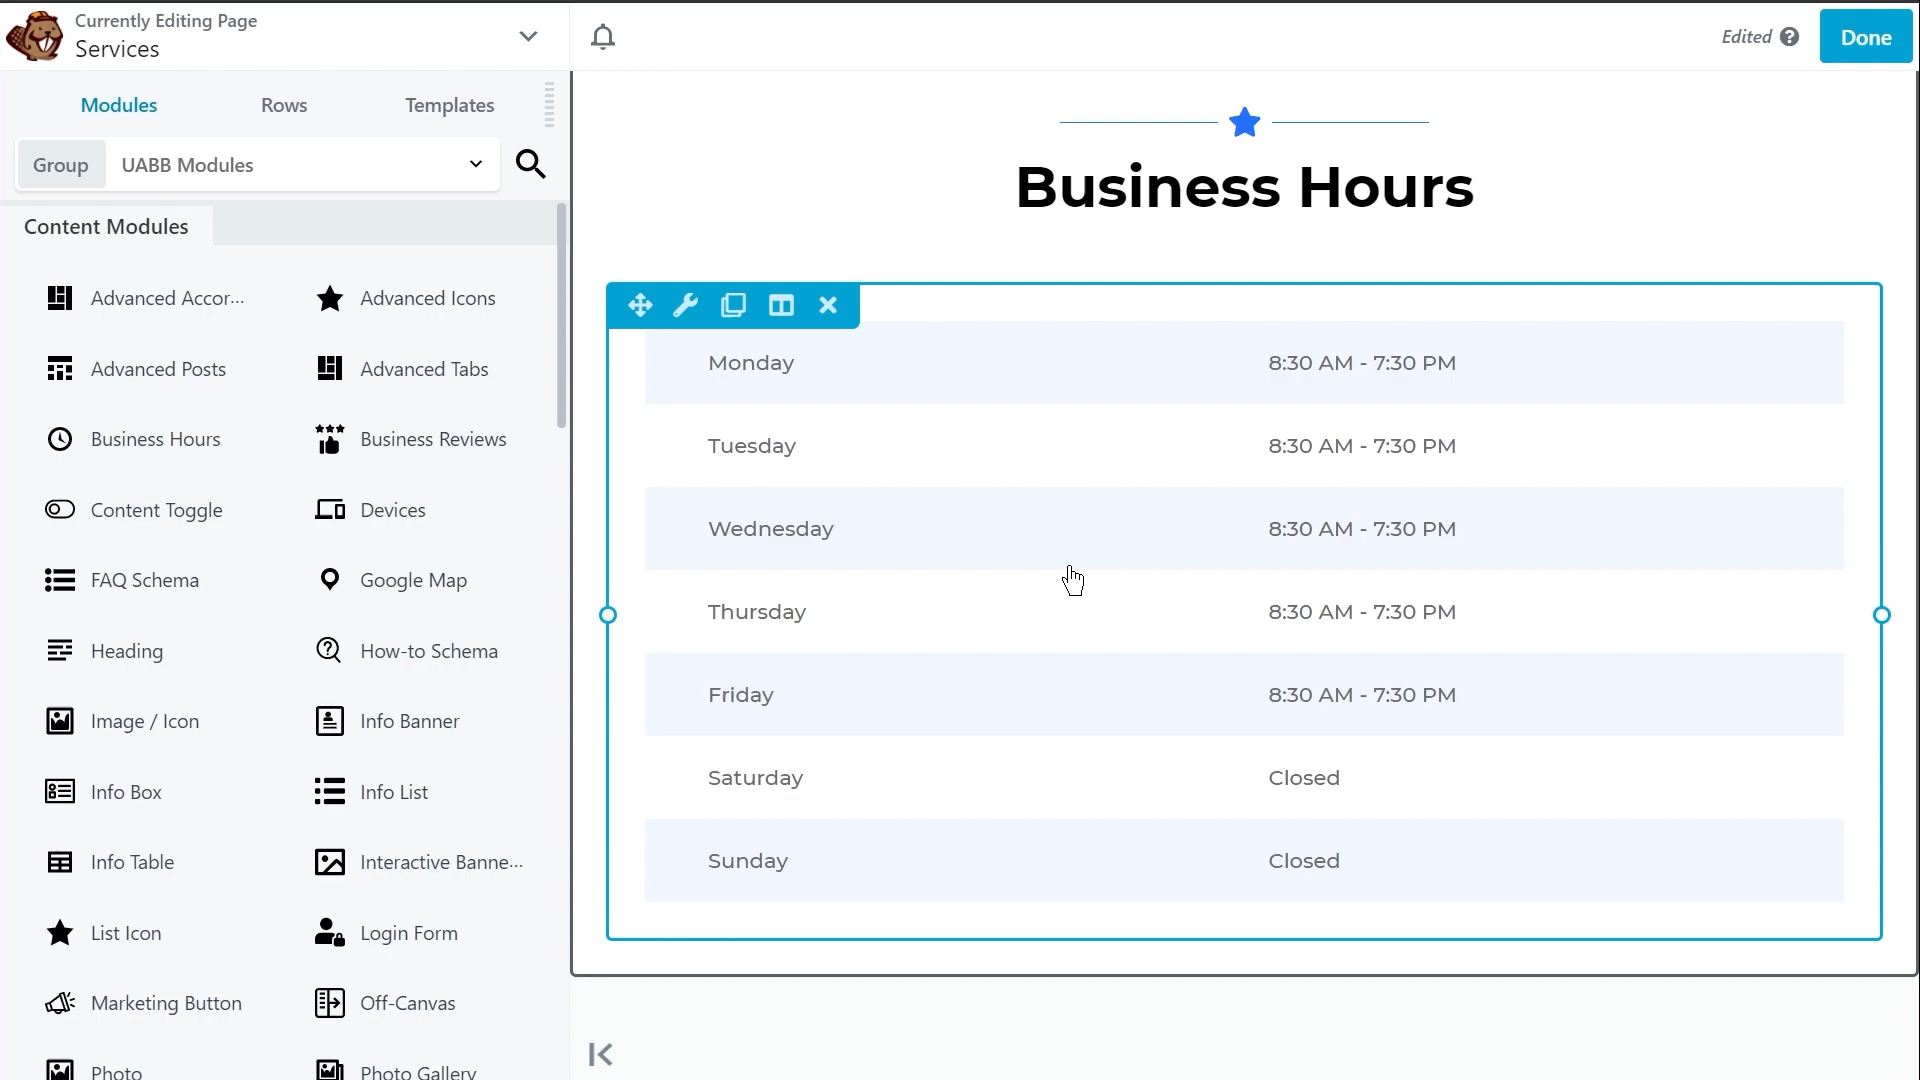 Currently Editing Page
Services
Edited
Done
Modules Rows Templates
Group UABB Modules
Content Modules
Advanced Accor...
Advanced Icons
Advanced Posts
Advanced Tabs
Business Hours
Business Reviews
Content Toggle
Devices
FAQ Schema
Google Map
Heading
How-to Schema
Image / Icon
Info Banner
Info Box
Info List
Info Table
Interactive Banne...
List Icon
Login Form
Marketing Button
Off-Canvas
Photo
Photo Gallery
Business Hours
Monday 8:30 AM - 7:30 PM
Tuesday 8:30 AM - 7:30 PM
Wednesday 8:30 AM - 7:30 PM
Thursday 8:30 AM - 7:30 PM
Friday 8:30 AM - 7:30 PM
Saturday Closed
Sunday Closed